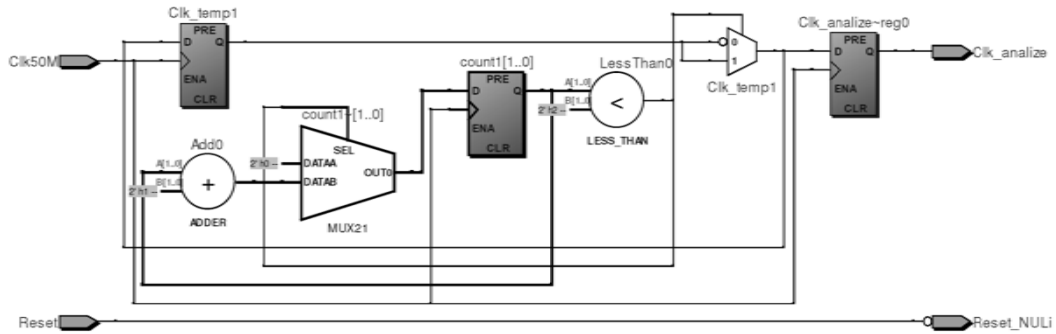 Clk_temp1
PRE
D
Q
ENA
CLR
Clk50M
count1~[1..0]
SEL
DATAA
DATAB
OUT0
MUX21
2' h0 --
Add0
A[1..0]
B[1..0]
2' h1 --
+
ADDER
count1[1..0]
PRE
D
Q
ENA
CLR
LessThan0
A[1..0]
B[1..0]
2' h2 --
<
LESS_THAN
0
1
Clk_temp1
Clk_analize~reg0
PRE
D
Q
ENA
CLR
Clk_analize
Reset
Reset_NULi